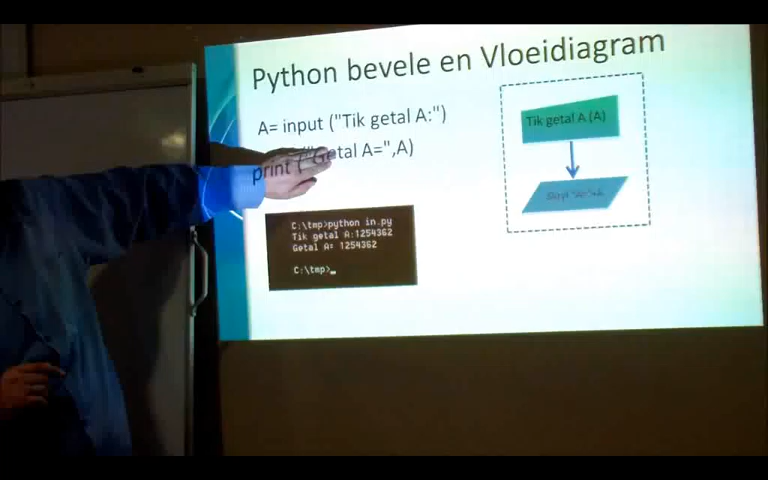 Python bevele en Vloeidiagram
A= input ("Tik getal A:")
print ("Getal A=",A)
C:\tmp>python in.py
Tik getal A:1254362
Getal A= 1254362
C:\tmp>_
Tik getal A (A)